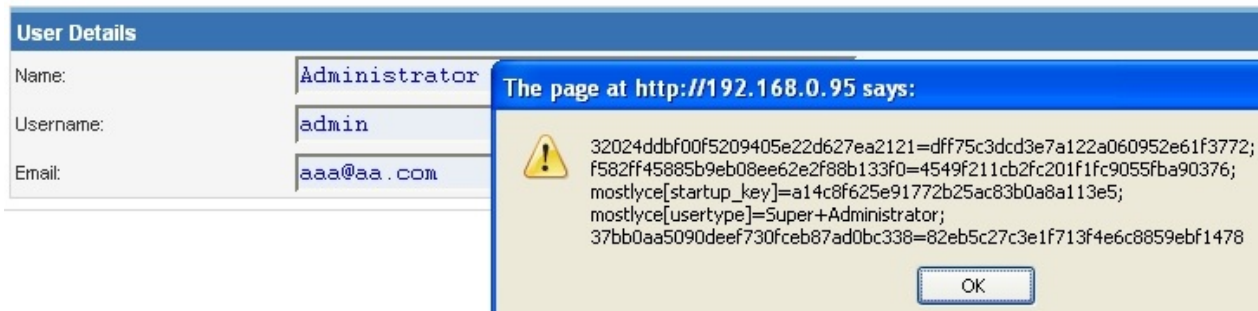 User Details
Name:
Administrator
Username:
admin
Email:
aaa@aa.com
The page at http://192.168.0.95 says:
32024ddbf00f5209405e22d627ea2121=dff75c3dcd3e7a122a060952e61f3772;
f582ff45885b9eb08ee62e2f88b133f0=4549f211cb2fc201f1fc9055fba90376;
mostlyce[startup_key]=a14c8f625e91772b25ac83b0a8a113e5;
mostlyce[usertype]=Super+Administrator;
37bb0aa5090deef730fceb87ad0bc338=82eb5c27c3e1f713f4e6c8859ebf1478
OK